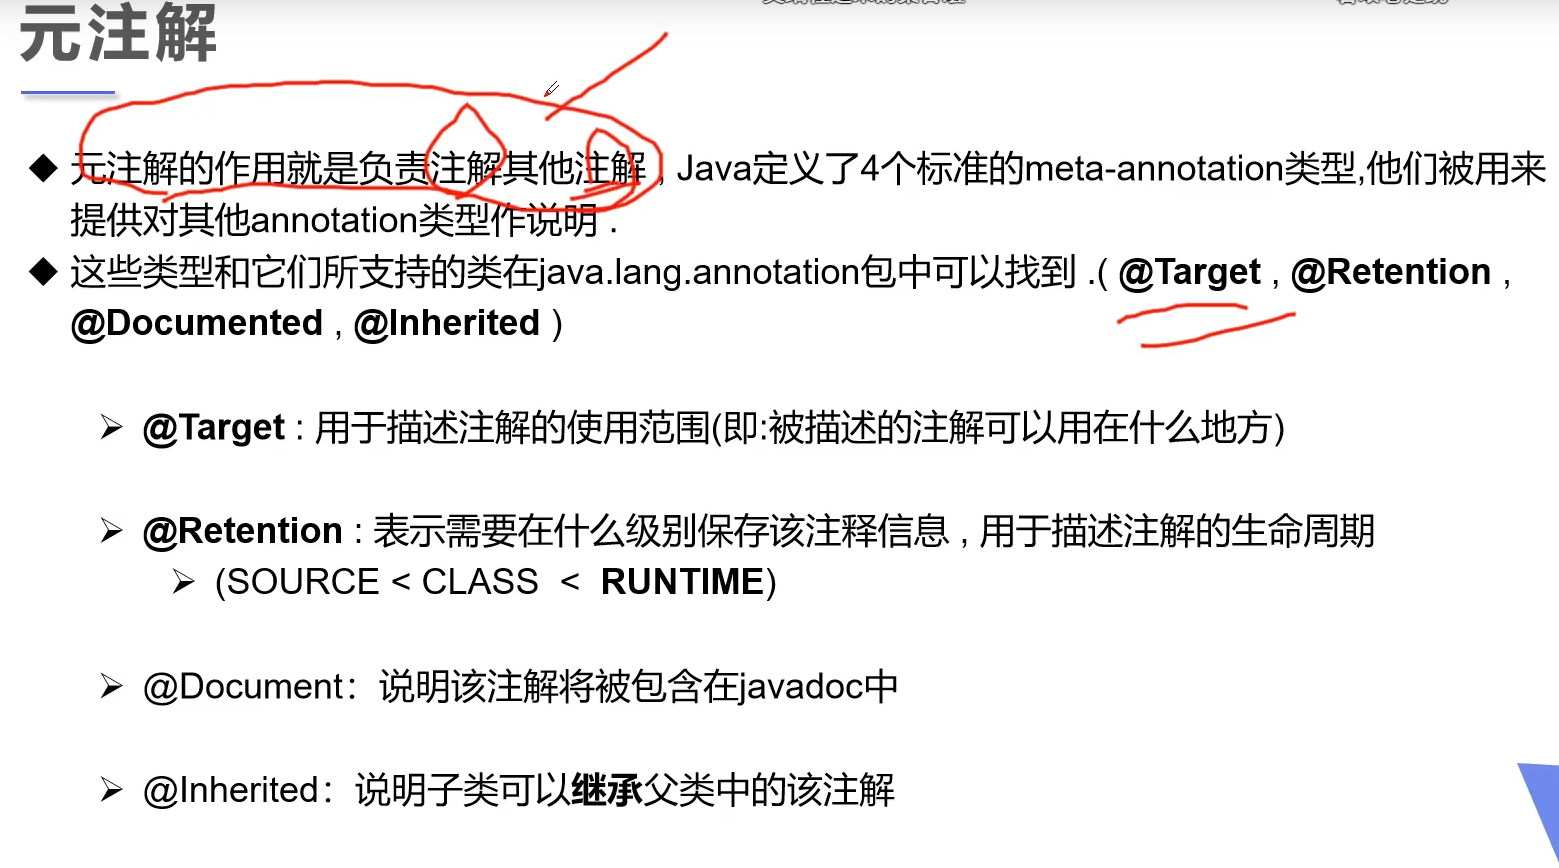 元注解
◆ 元注解的作用就是负责注解其他注解 , Java定义了4个标准的meta-annotation类型,他们被用来
提供对其他annotation类型作说明 .
◆ 这些类型和它们所支持的类在java.lang.annotation包中可以找到 .( @Target , @Retention ,
@Documented , @Inherited )
➢ @Target : 用于描述注解的使用范围(即:被描述的注解可以用在什么地方)
➢ @Retention : 表示需要在什么级别保存该注释信息 , 用于描述注解的生命周期
➢ (SOURCE < CLASS < RUNTIME)
➢ @Document：说明该注解将被包含在javadoc中
➢ @Inherited：说明子类可以继承父类中的该注解